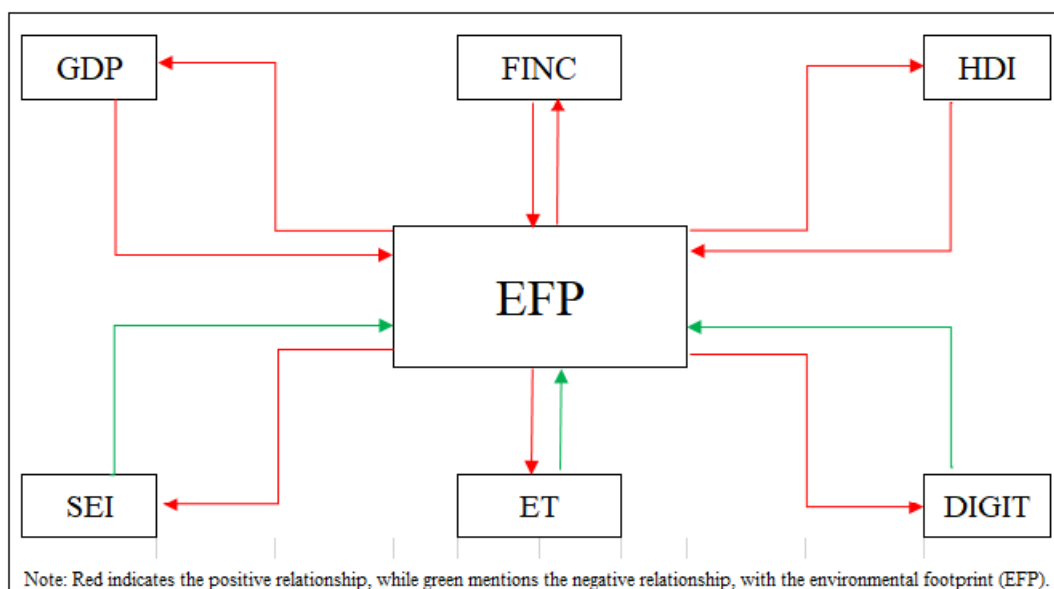 GDP
FINC
HDI
EFP
SEI
ET
DIGIT
Note: Red indicates the positive relationship, while green mentions the negative relationship, with the environmental footprint (EFP).